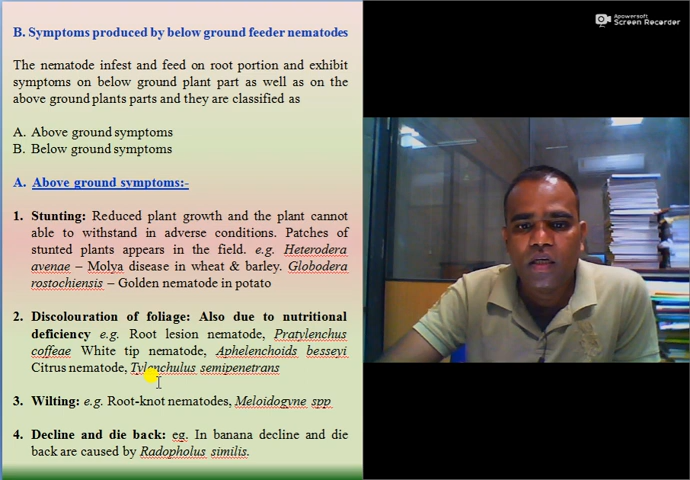 B. Symptoms produced by below ground feeder nematodes
The nematode infest and feed on root portion and exhibit
symptoms on below ground plant part as well as on the
above ground plants parts and they are classified as
A. Above ground symptoms
B. Below ground symptoms
A. Above ground symptoms:-
1. Stunting: Reduced plant growth and the plant cannot
able to withstand in adverse conditions. Patches of
stunted plants appears in the field. e.g. Heterodera
avenae – Molya disease in wheat & barley. Globodera
rostochiensis – Golden nematode in potato
2. Discolouration of foliage: Also due to nutritional
deficiency e.g. Root lesion nematode, Pratylenchus
coffeae White tip nematode, Aphelenchoids besseyi
Citrus nematode, Tylenchulus semipenetrans
3. Wilting: e.g. Root-knot nematodes, Meloidogyne spp
4. Decline and die back: eg. In banana decline and die
back are caused by Radopholus similis.
Apowersoft
Screen Recorder